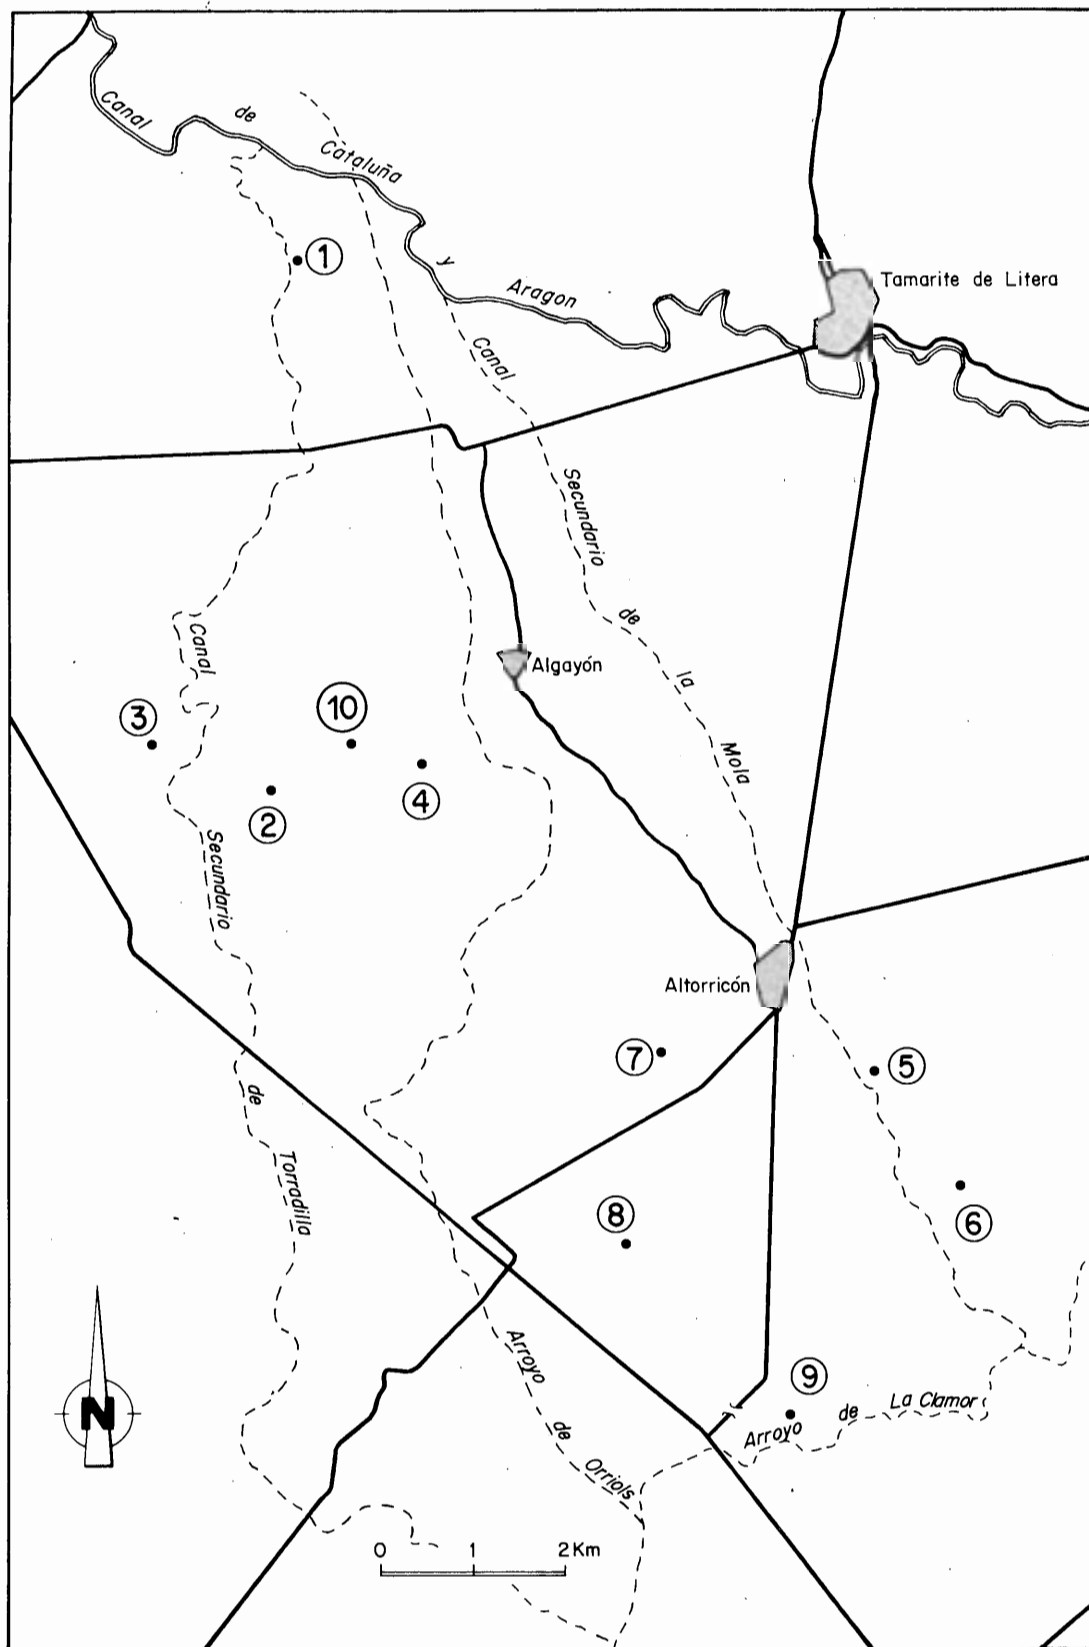 Canal de Cataluña y Aragon
1
Tamarite de Litera
Canal Secundario de la Mola
Algayón
Canal Secundario de Torradilla
3
10
4
2
Altorricón
7
5
8
6
9
Arroyo de La Clamor
Arroyo de Orriols
N
0 1 2 Km